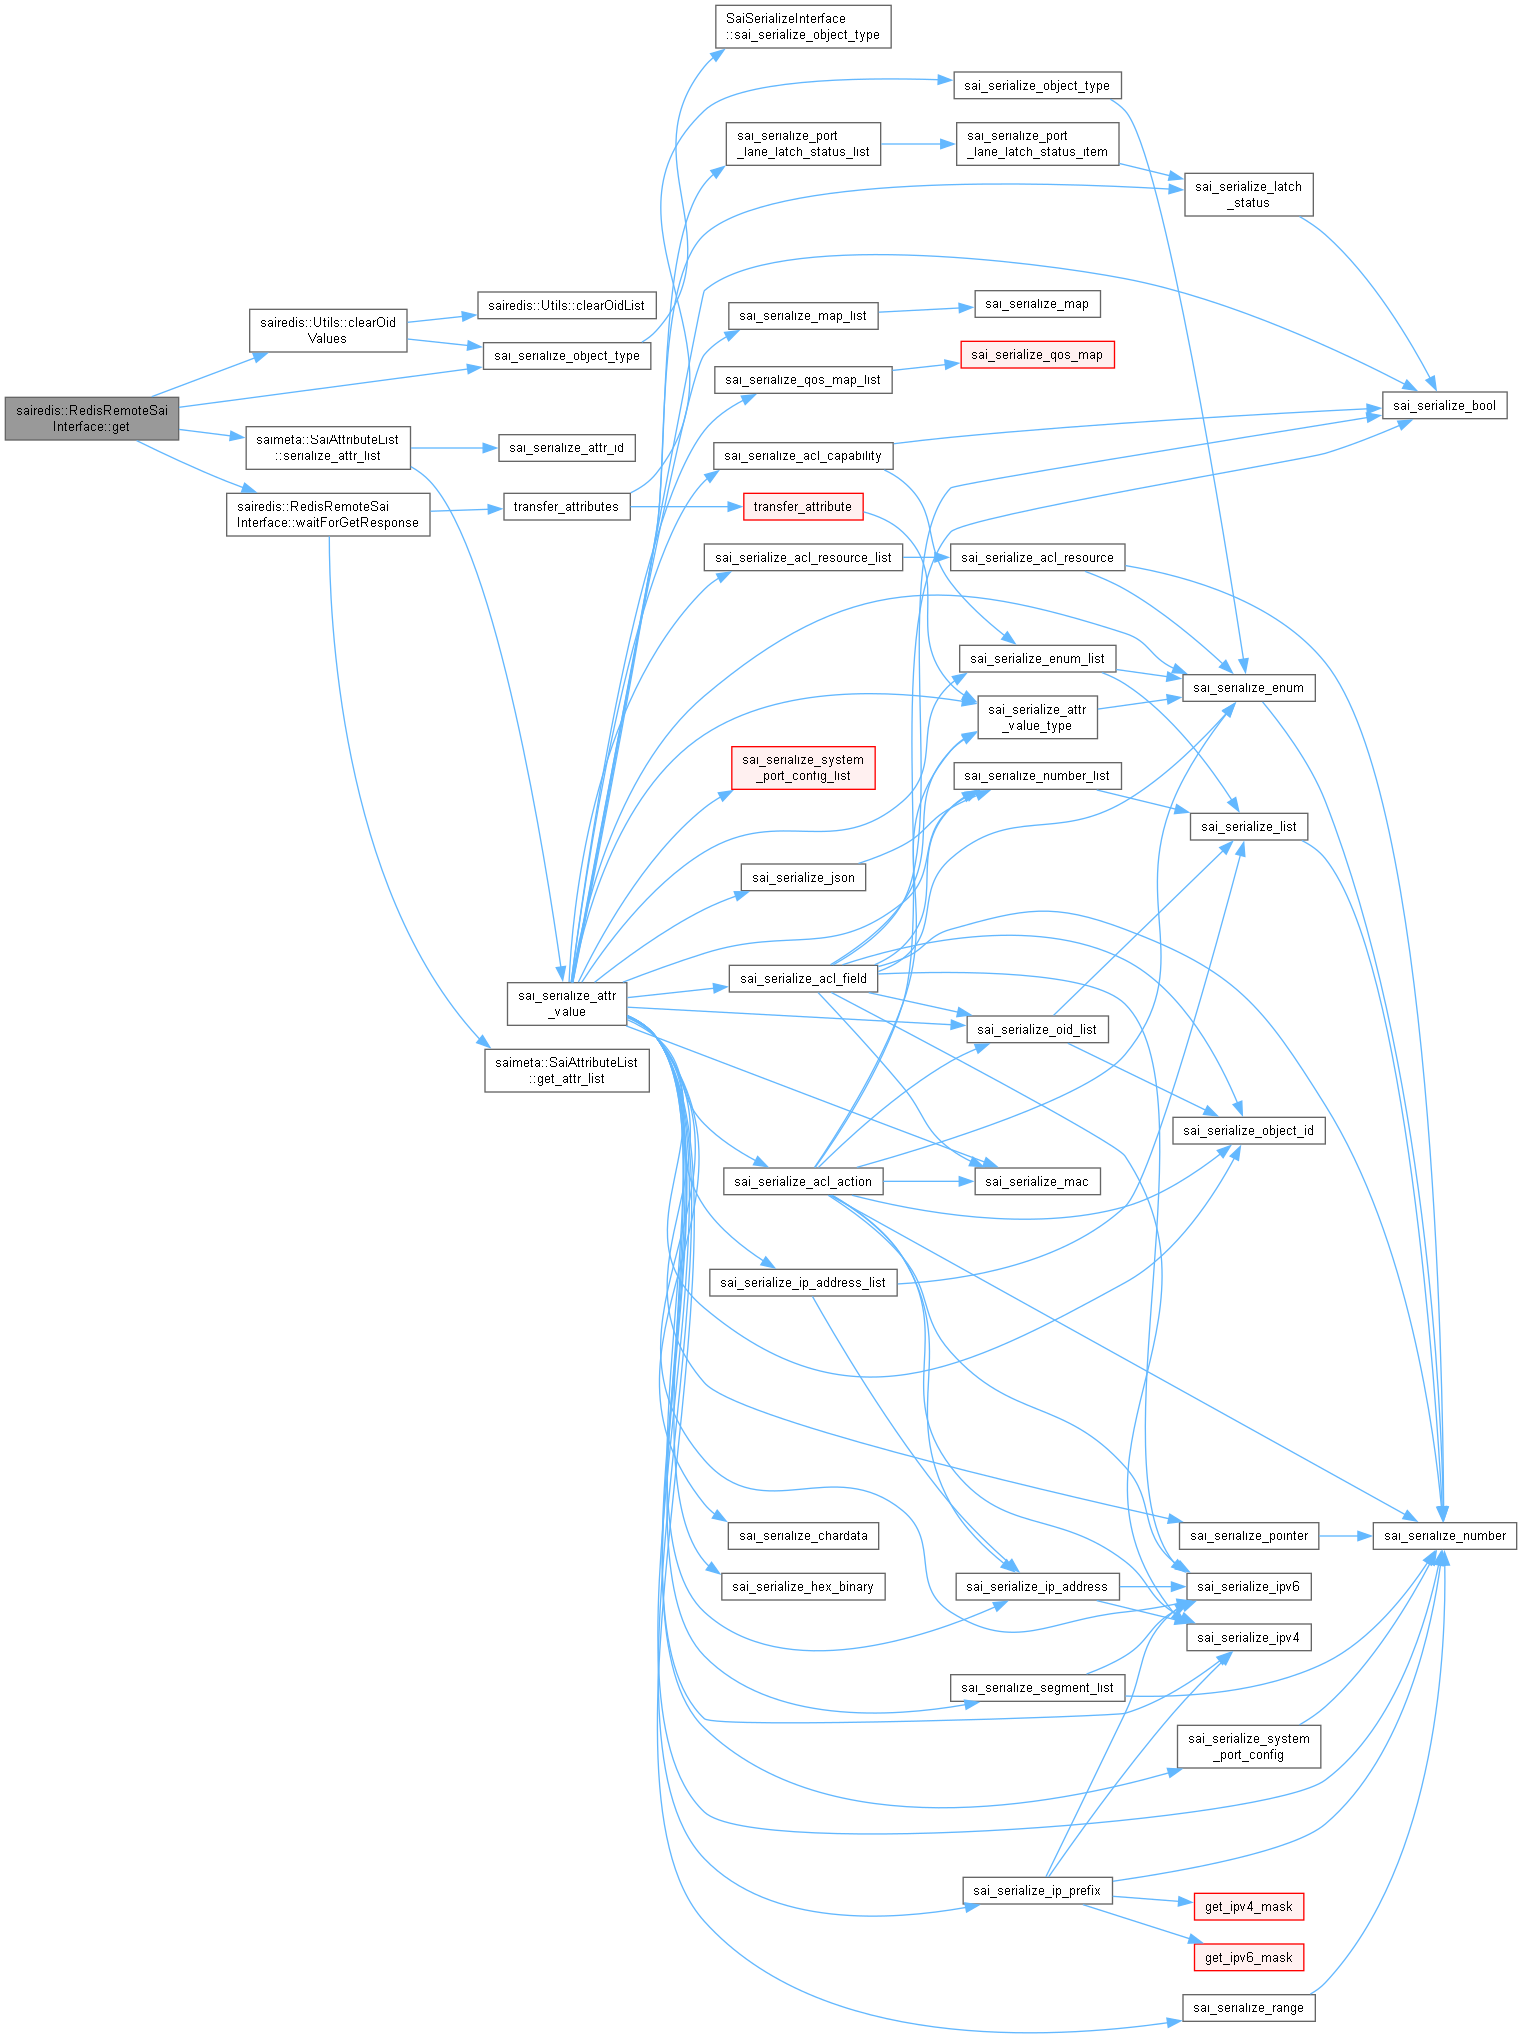 SaiSerializeInterface
::sai_serialize_object_type
sai_serialize_object_type
sai_serialize_port
_lane_latch_status_list
sai_serialize_port
_lane_latch_status_item
sai_serialize_latch
_status
sairedis::Utils::clearOidList
sai_serialize_map
sairedis::Utils::clearOid
Values
sai_serialize_map_list
sai_serialize_object_type
sai_serialize_qos_map
sai_serialize_qos_map_list
sairedis::RedisRemoteSai
Interface::get
sai_serialize_bool
saimeta::SaiAttributeList
::serialize_attr_list
sai_serialize_attr_id
sai_serialize_acl_capability
sairedis::RedisRemoteSai
Interface::waitForGetResponse
transfer_attributes
transfer_attribute
sai_serialize_acl_resource_list
sai_serialize_acl_resource
sai_serialize_enum_list
sai_serialize_enum
sai_serialize_attr
_value_type
sai_serialize_system
_port_config_list
sai_serialize_number_list
sai_serialize_list
sai_serialize_json
sai_serialize_acl_field
sai_serialize_attr
_value
sai_serialize_oid_list
saimeta::SaiAttributeList
::get_attr_list
sai_serialize_object_id
sai_serialize_acl_action
sai_serialize_mac
sai_serialize_ip_address_list
sai_serialize_chardata
sai_serialize_pointer
sai_serialize_number
sai_serialize_hex_binary
sai_serialize_ip_address
sai_serialize_ipv6
sai_serialize_ipv4
sai_serialize_segment_list
sai_serialize_system
_port_config
sai_serialize_ip_prefix
get_ipv4_mask
get_ipv6_mask
sai_serialize_range